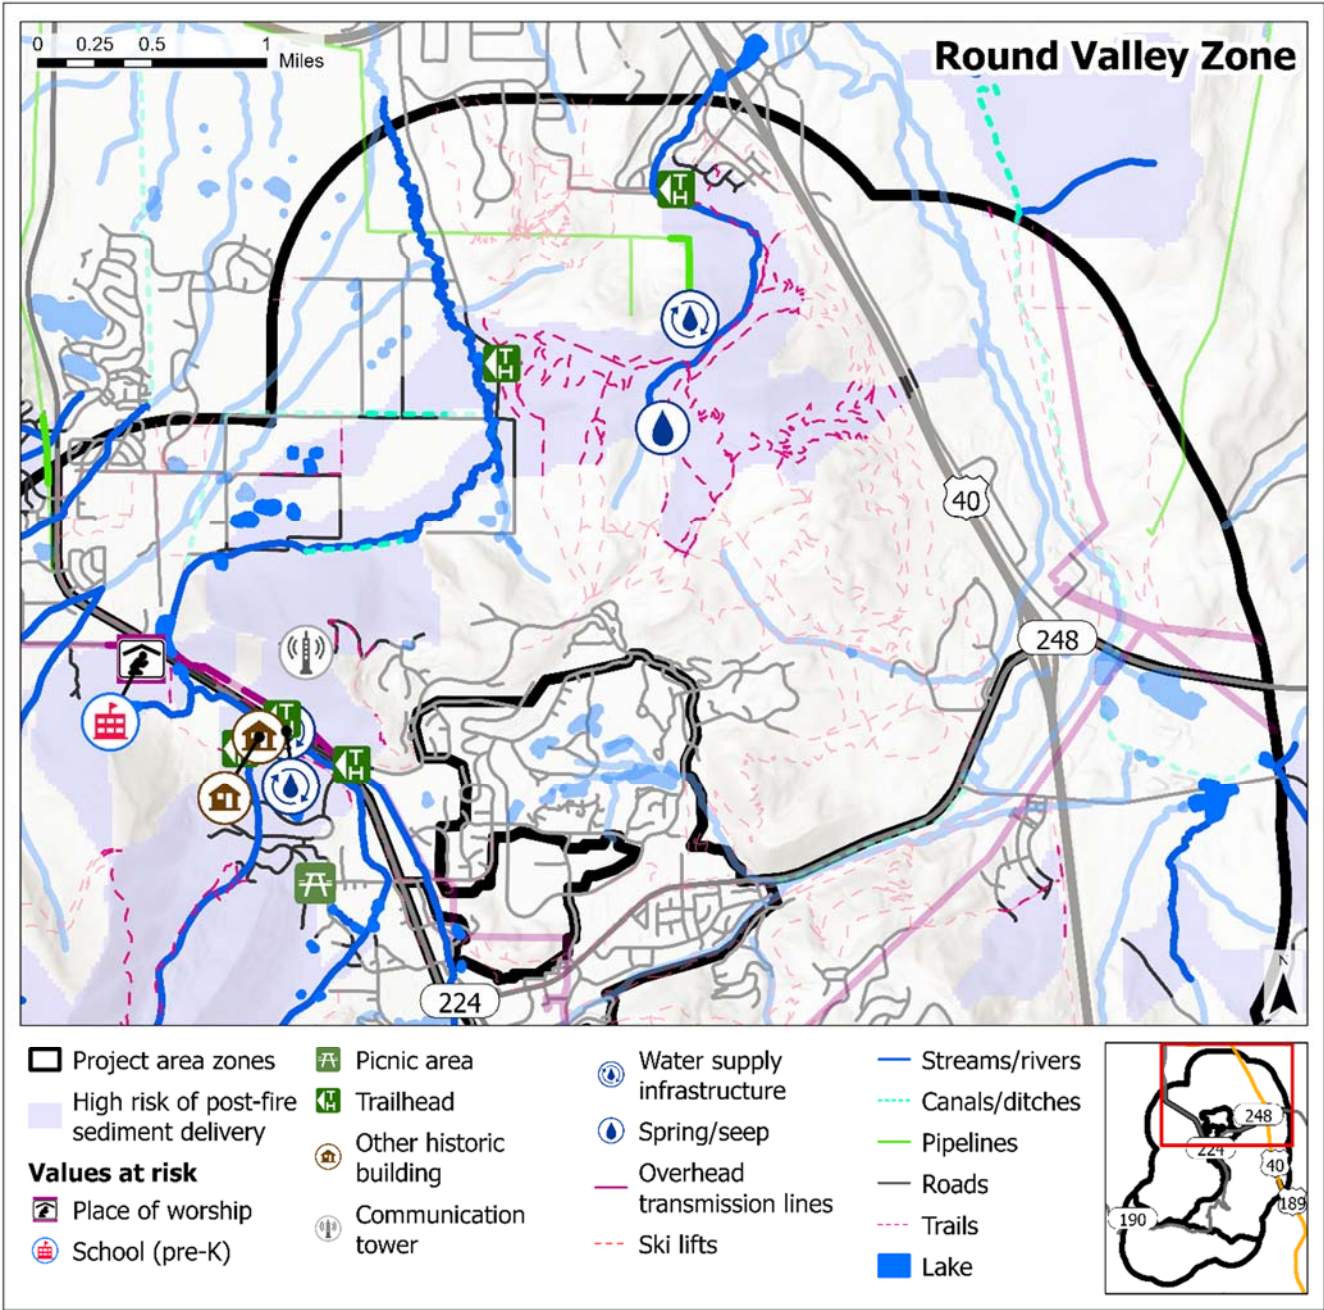 0 0.25 0.5 1
Miles
Round Valley Zone
T
H
T
H
40
248
T
H
T
H
224
N
Project area zones
High risk of post-fire
sediment delivery
Values at risk
Place of worship
School (pre-K)
Picnic area
T
H
Trailhead
Other historic
building
Communication
tower
Water supply
infrastructure
Spring/seep
Overhead
transmission lines
Ski lifts
Streams/rivers
Canals/ditches
Pipelines
Roads
Trails
Lake
248
224
40
189
190